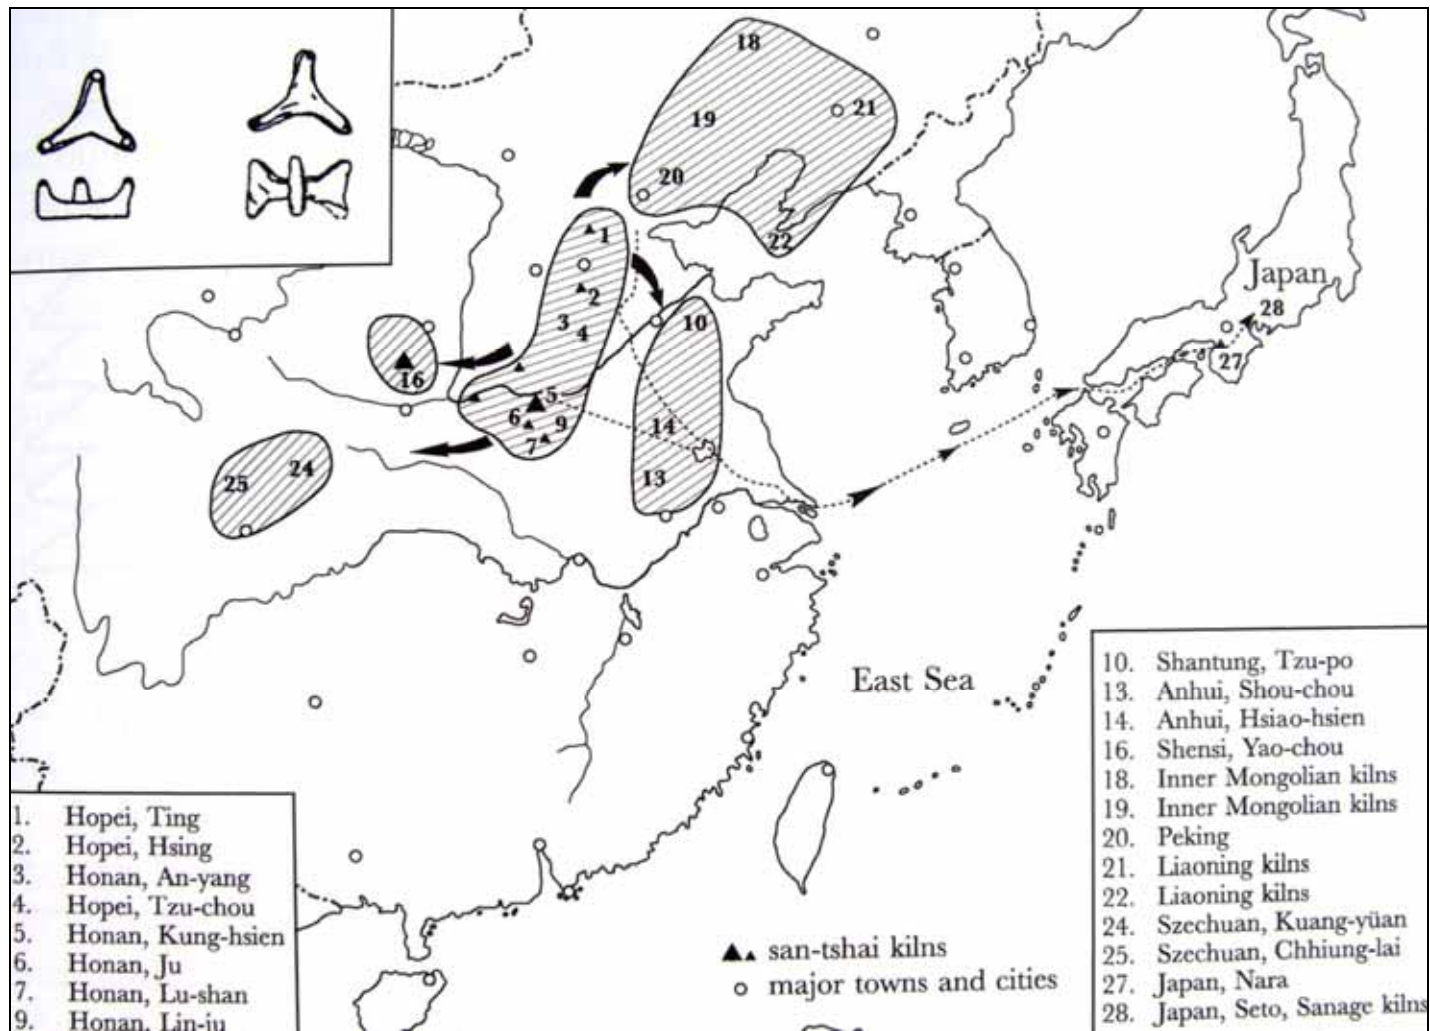 18
21
19
20
1
22
Japan
2
10
28
3
4
27
16
5
6
9
14
7
24
25
13
East Sea
1. Hopei, Ting
2. Hopei, Hsing
3. Honan, An-yang
4. Hopei, Tzu-chou
5. Honan, Kung-hsien
6. Honan, Ju
7. Honan, Lu-shan
9. Honan, Lin-ju
▲▴ san-tshai kilns
○ major towns and cities
10. Shantung, Tzu-po
13. Anhui, Shou-chou
14. Anhui, Hsiao-hsien
16. Shensi, Yao-chou
18. Inner Mongolian kilns
19. Inner Mongolian kilns
20. Peking
21. Liaoning kilns
22. Liaoning kilns
24. Szechuan, Kuang-yüan
25. Szechuan, Chhiung-lai
27. Japan, Nara
28. Japan, Seto, Sanage kilns